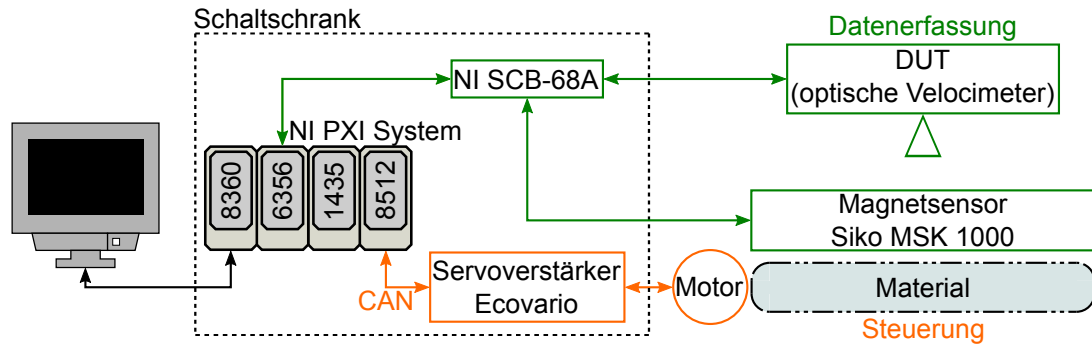 Schaltschrank
Datenerfassung
NI SCB-68A
DUT
(optische Velocimeter)
NI PXI System
8360
6356
1435
8512
Magnetsensor
Siko MSK 1000
CAN
Servoverstärker
Ecovario
Motor
Material
Steuerung